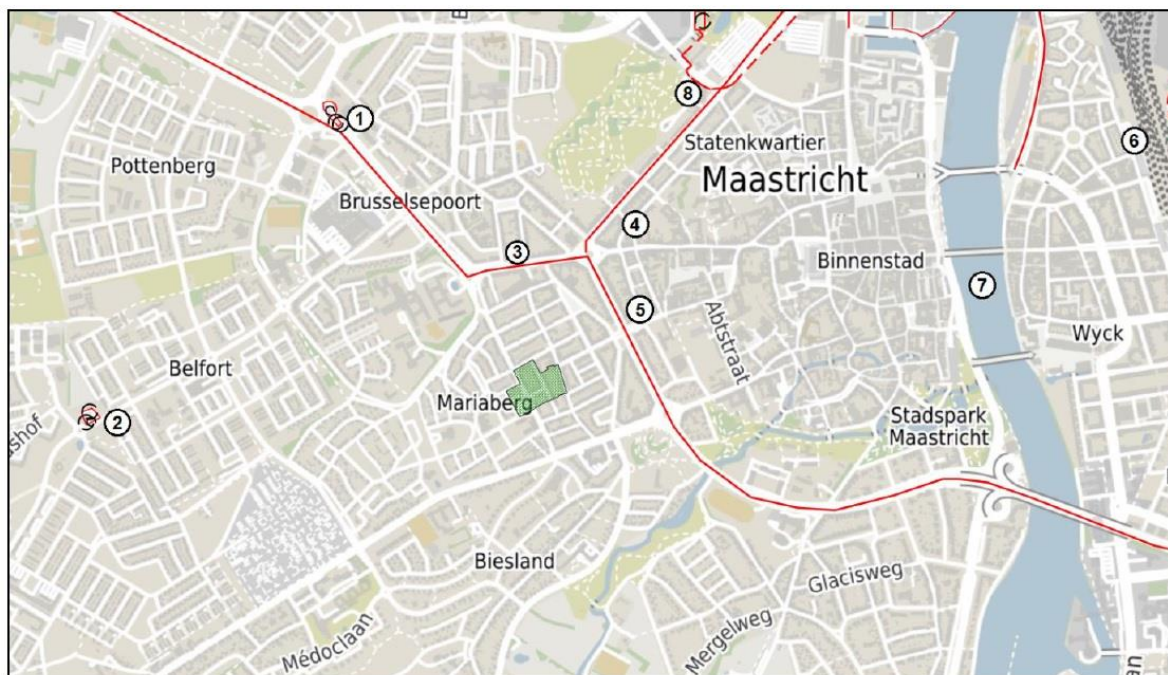 8
1
6
Statenkwartier
Pottenberg
Maastricht
Brusselsepoort
4
3
Binnenstad
7
5
Abtstraat
Wyck
Belfort
Mariaberg
2
Stadspark
Maastricht
Biesland
Glacisweg
Médoclaan
Mergelweg